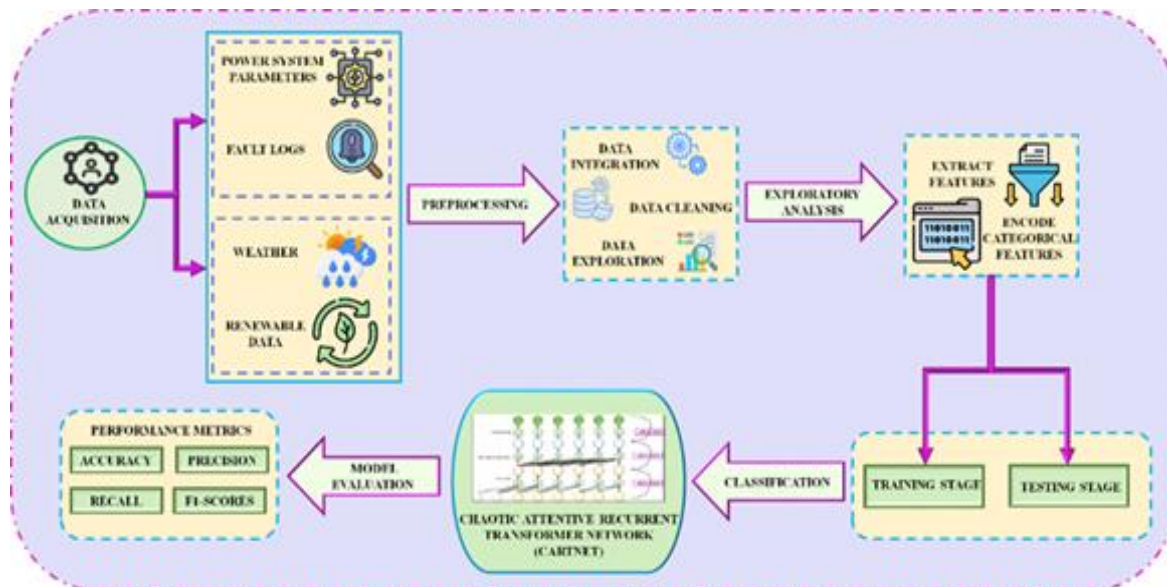 DATA
ACQUISITION
POWER SYSTEM
PARAMETERS
FAULT LOGS
WEATHER
RENEWABLE
DATA
PREPROCESSING
DATA
INTEGRATION
DATA CLEANING
DATA
EXPLORATION
EXPLORATORY
ANALYSIS
EXTRACT
FEATURES
11010011
11010011
ENCODE
CATEGORICAL
FEATURES
TRAINING STAGE
TESTING STAGE
CLASSIFICATION
CHAOTIC ATTENTIVE RECURRENT
TRANSFORMER NETWORK
(CARTNET)
MODEL
EVALUATION
PERFORMANCE METRICS
ACCURACY
PRECISION
RECALL
F1-SCORES